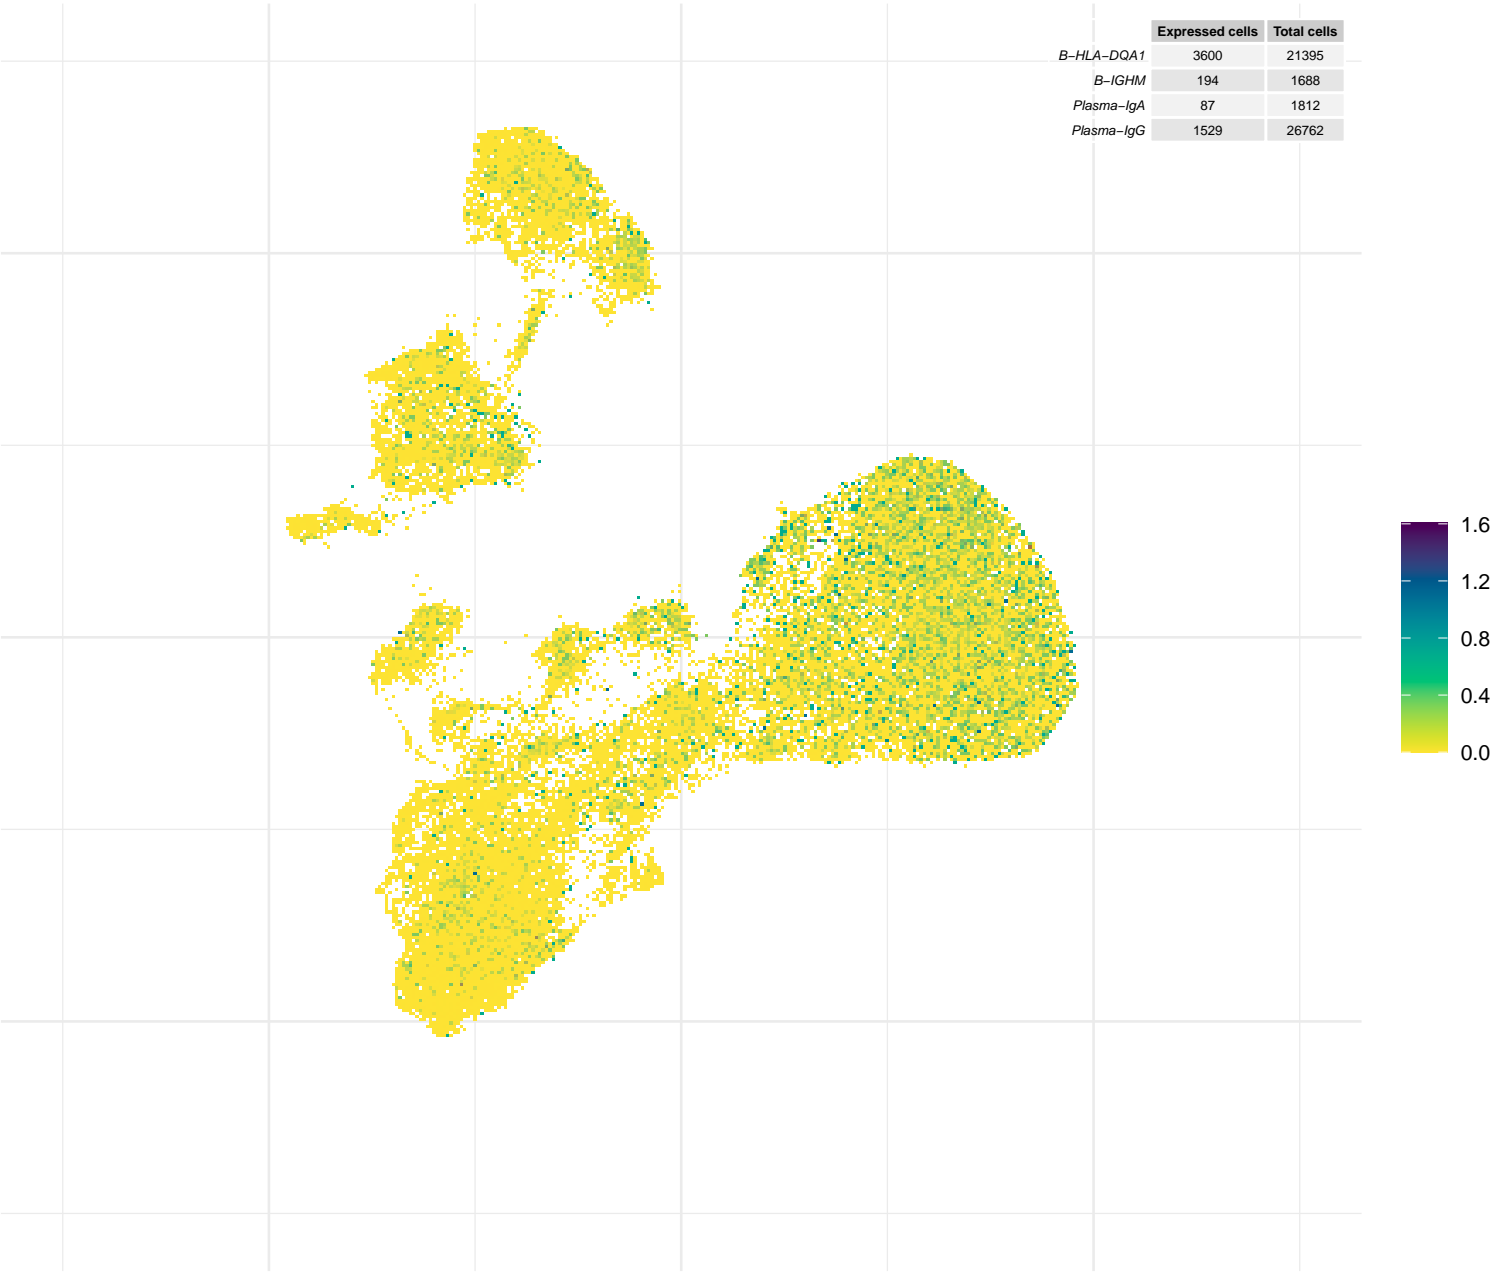 Expressed cells Total cells
B−HLA−DQA1 3600 21395
B−IGHM 194 1688
Plasma−IgA 87 1812
Plasma−IgG 1529 26762
1.6
1.2
0.8
0.4
0.0